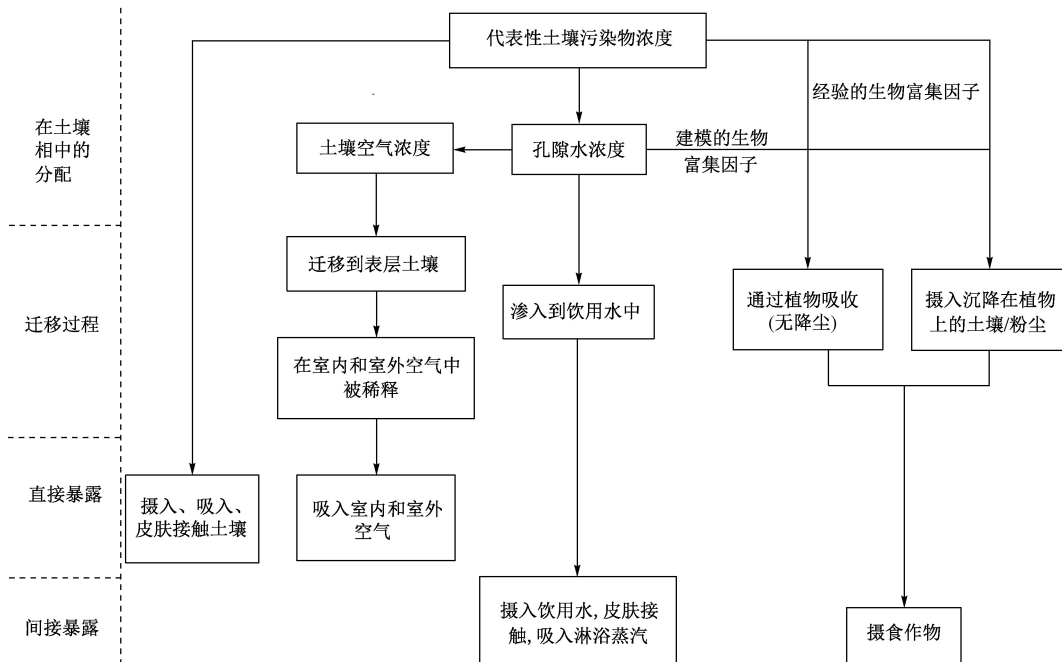 代表性土壤污染物浓度
经验的生物富集因子
在土壤
相中的
分配
土壤空气浓度
孔隙水浓度
建模的生物
富集因子
迁移到表层土壤
迁移过程
渗入到饮用水中
通过植物吸收
(无降尘)
摄入沉降在植物
上的土壤/粉尘
在室内和室外空气中
被稀释
直接暴露
摄入、吸入、
皮肤接触土壤
吸入室内和室外
空气
间接暴露
摄入饮用水,皮肤接
触,吸入淋浴蒸汽
摄食作物